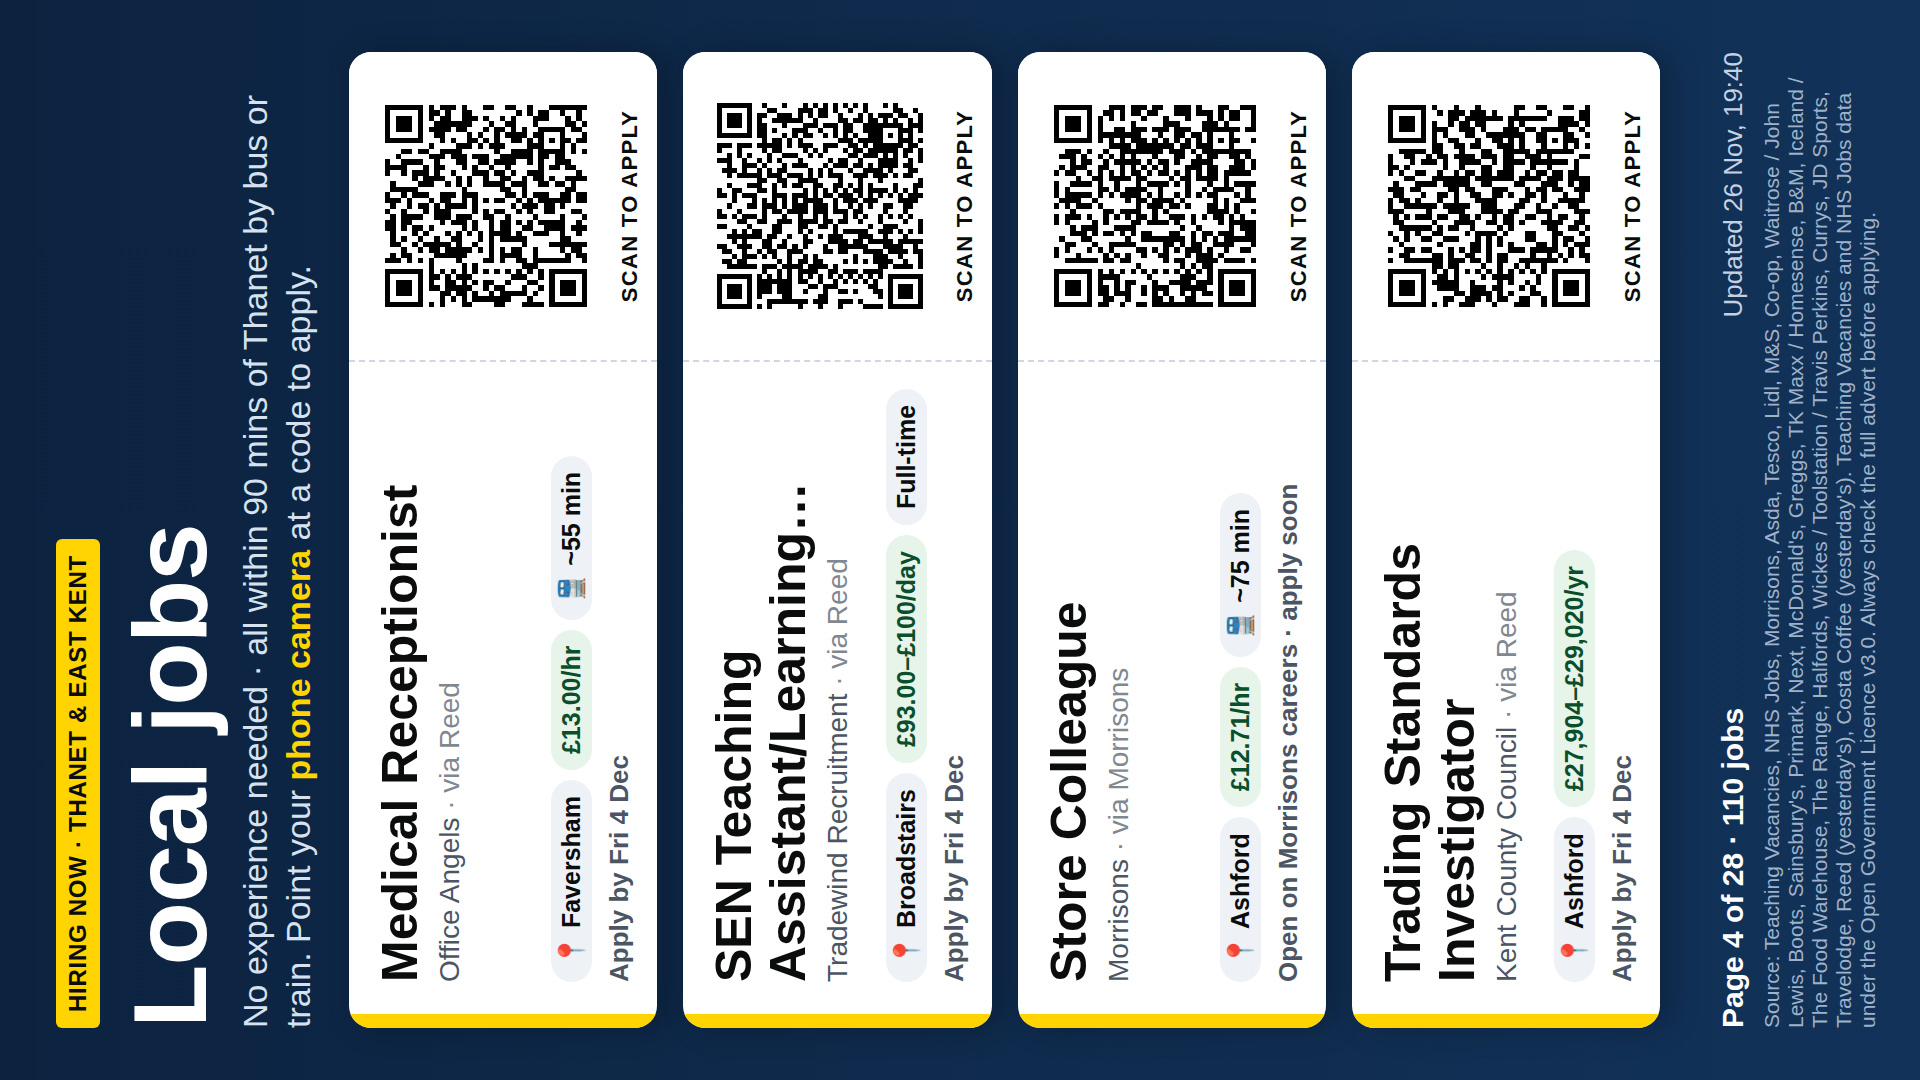 HIRING NOW · THANET & EAST KENT
Local jobs
No experience needed · all within 90 mins of Thanet by bus or
train. Point your phone camera at a code to apply.
Medical Receptionist
Office Angels · via Reed
📍 Faversham £13.00/hr 🚆 ~55 min
Apply by Fri 4 Dec
SCAN TO APPLY
SEN Teaching
Assistant/Learning…
Tradewind Recruitment · via Reed
📍 Broadstairs £93.00–£100/day Full-time
Apply by Fri 4 Dec
SCAN TO APPLY
Store Colleague
Morrisons · via Morrisons
📍 Ashford £12.71/hr 🚆 ~75 min
Open on Morrisons careers · apply soon
SCAN TO APPLY
Trading Standards
Investigator
Kent County Council · via Reed
📍 Ashford £27,904–£29,020/yr
Apply by Fri 4 Dec
SCAN TO APPLY
Page 4 of 28 · 110 jobs
Updated 26 Nov, 19:40
Source: Teaching Vacancies, NHS Jobs, Morrisons, Asda, Tesco, Lidl, M&S, Co-op, Waitrose / John
Lewis, Boots, Sainsbury's, Primark, Next, McDonald's, Greggs, TK Maxx / Homesense, B&M, Iceland /
The Food Warehouse, The Range, Halfords, Wickes / Toolstation / Travis Perkins, Currys, JD Sports,
Travelodge, Reed (yesterday's), Costa Coffee (yesterday's). Teaching Vacancies and NHS Jobs data
under the Open Government Licence v3.0. Always check the full advert before applying.